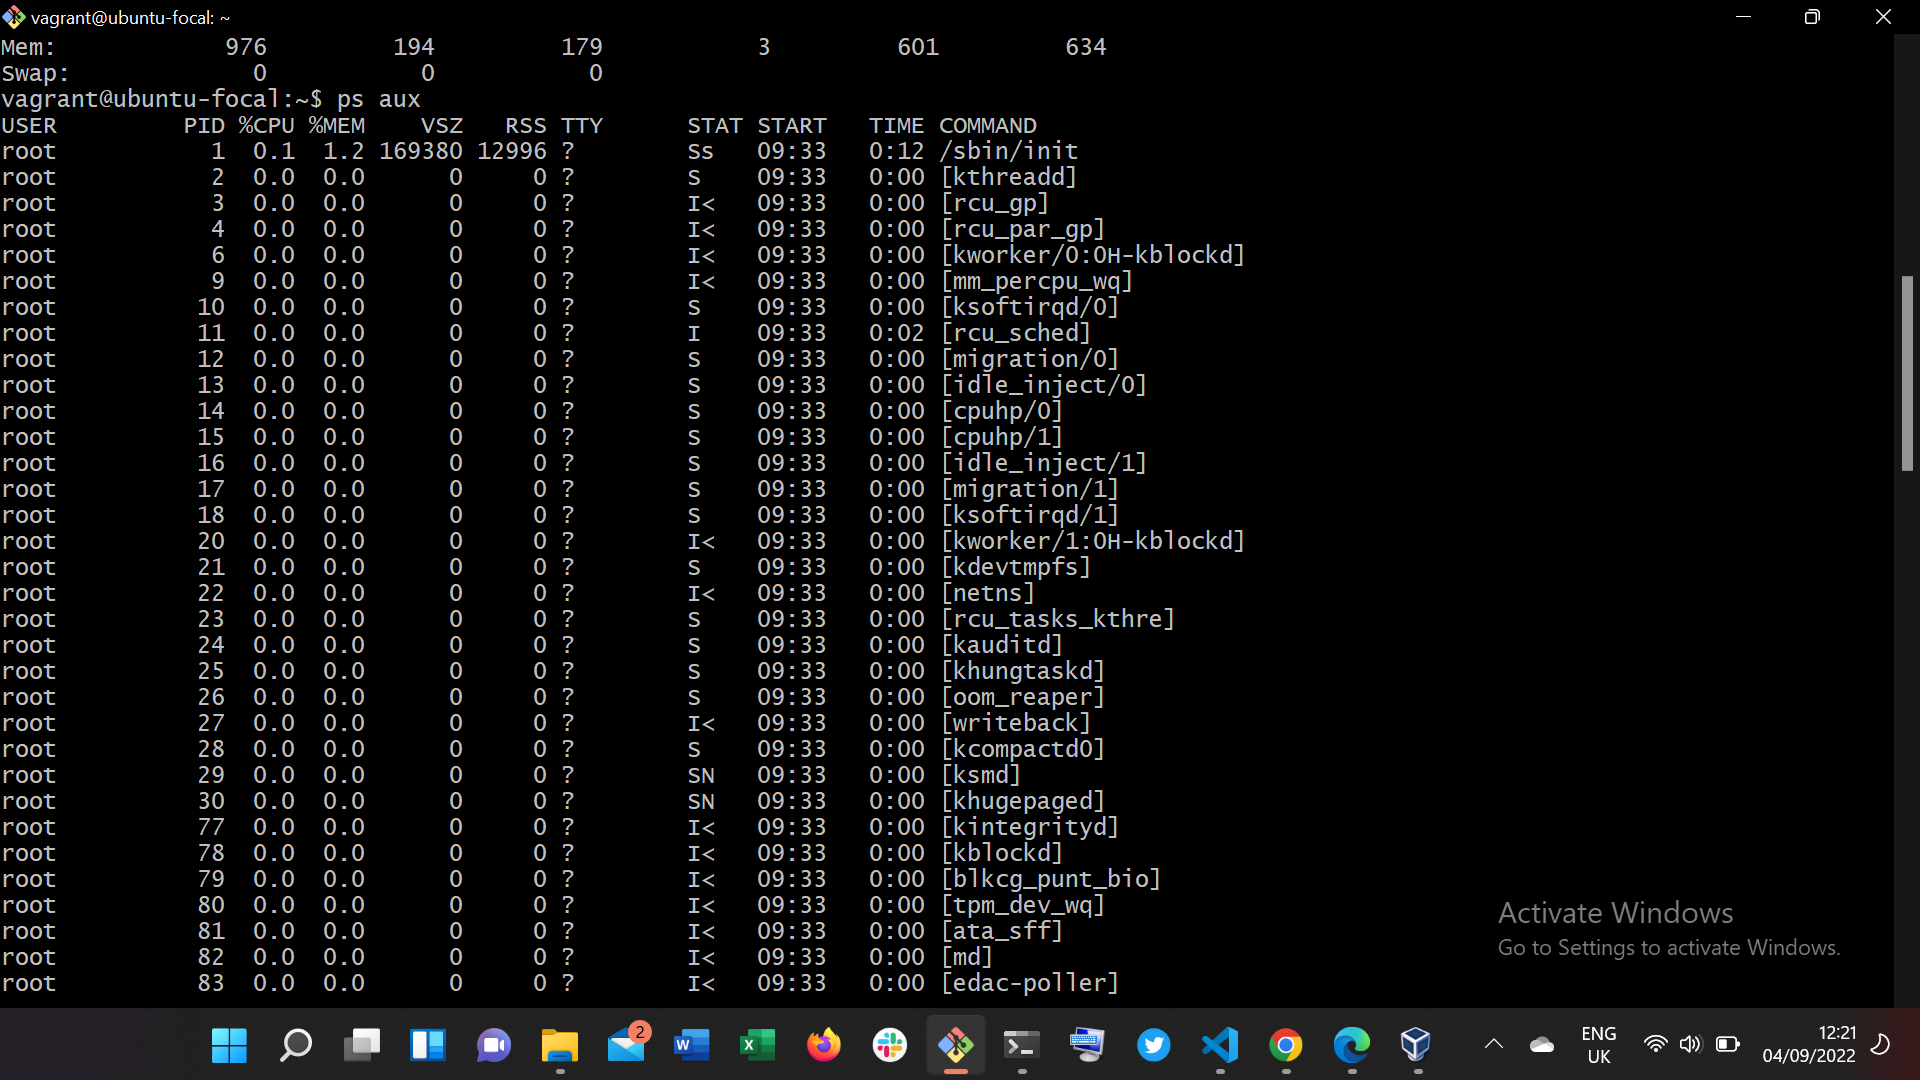 vagrant@ubuntu-focal: ~
Mem:            976         194         179           3         601         634
Swap:             0           0           0
vagrant@ubuntu-focal:~$ ps aux
USER         PID %CPU %MEM    VSZ   RSS TTY      STAT START   TIME COMMAND
root           1  0.1  1.2 169380 12996 ?        Ss   09:33   0:12 /sbin/init
root           2  0.0  0.0      0     0 ?        S    09:33   0:00 [kthreadd]
root           3  0.0  0.0      0     0 ?        I<   09:33   0:00 [rcu_gp]
root           4  0.0  0.0      0     0 ?        I<   09:33   0:00 [rcu_par_gp]
root           6  0.0  0.0      0     0 ?        I<   09:33   0:00 [kworker/0:0H-kblockd]
root           9  0.0  0.0      0     0 ?        I<   09:33   0:00 [mm_percpu_wq]
root          10  0.0  0.0      0     0 ?        S    09:33   0:00 [ksoftirqd/0]
root          11  0.0  0.0      0     0 ?        I    09:33   0:02 [rcu_sched]
root          12  0.0  0.0      0     0 ?        S    09:33   0:00 [migration/0]
root          13  0.0  0.0      0     0 ?        S    09:33   0:00 [idle_inject/0]
root          14  0.0  0.0      0     0 ?        S    09:33   0:00 [cpuhp/0]
root          15  0.0  0.0      0     0 ?        S    09:33   0:00 [cpuhp/1]
root          16  0.0  0.0      0     0 ?        S    09:33   0:00 [idle_inject/1]
root          17  0.0  0.0      0     0 ?        S    09:33   0:00 [migration/1]
root          18  0.0  0.0      0     0 ?        S    09:33   0:00 [ksoftirqd/1]
root          20  0.0  0.0      0     0 ?        I<   09:33   0:00 [kworker/1:0H-kblockd]
root          21  0.0  0.0      0     0 ?        S    09:33   0:00 [kdevtmpfs]
root          22  0.0  0.0      0     0 ?        I<   09:33   0:00 [netns]
root          23  0.0  0.0      0     0 ?        S    09:33   0:00 [rcu_tasks_kthre]
root          24  0.0  0.0      0     0 ?        S    09:33   0:00 [kauditd]
root          25  0.0  0.0      0     0 ?        S    09:33   0:00 [khungtaskd]
root          26  0.0  0.0      0     0 ?        S    09:33   0:00 [oom_reaper]
root          27  0.0  0.0      0     0 ?        I<   09:33   0:00 [writeback]
root          28  0.0  0.0      0     0 ?        S    09:33   0:00 [kcompactd0]
root          29  0.0  0.0      0     0 ?        SN   09:33   0:00 [ksmd]
root          30  0.0  0.0      0     0 ?        SN   09:33   0:00 [khugepaged]
root          77  0.0  0.0      0     0 ?        I<   09:33   0:00 [kintegrityd]
root          78  0.0  0.0      0     0 ?        I<   09:33   0:00 [kblockd]
root          79  0.0  0.0      0     0 ?        I<   09:33   0:00 [blkcg_punt_bio]
root          80  0.0  0.0      0     0 ?        I<   09:33   0:00 [tpm_dev_wq]
root          81  0.0  0.0      0     0 ?        I<   09:33   0:00 [ata_sff]
root          82  0.0  0.0      0     0 ?        I<   09:33   0:00 [md]
root          83  0.0  0.0      0     0 ?        I<   09:33   0:00 [edac-poller]
Activate Windows
Go to Settings to activate Windows.
2
ENG
UK
12:21
04/09/2022